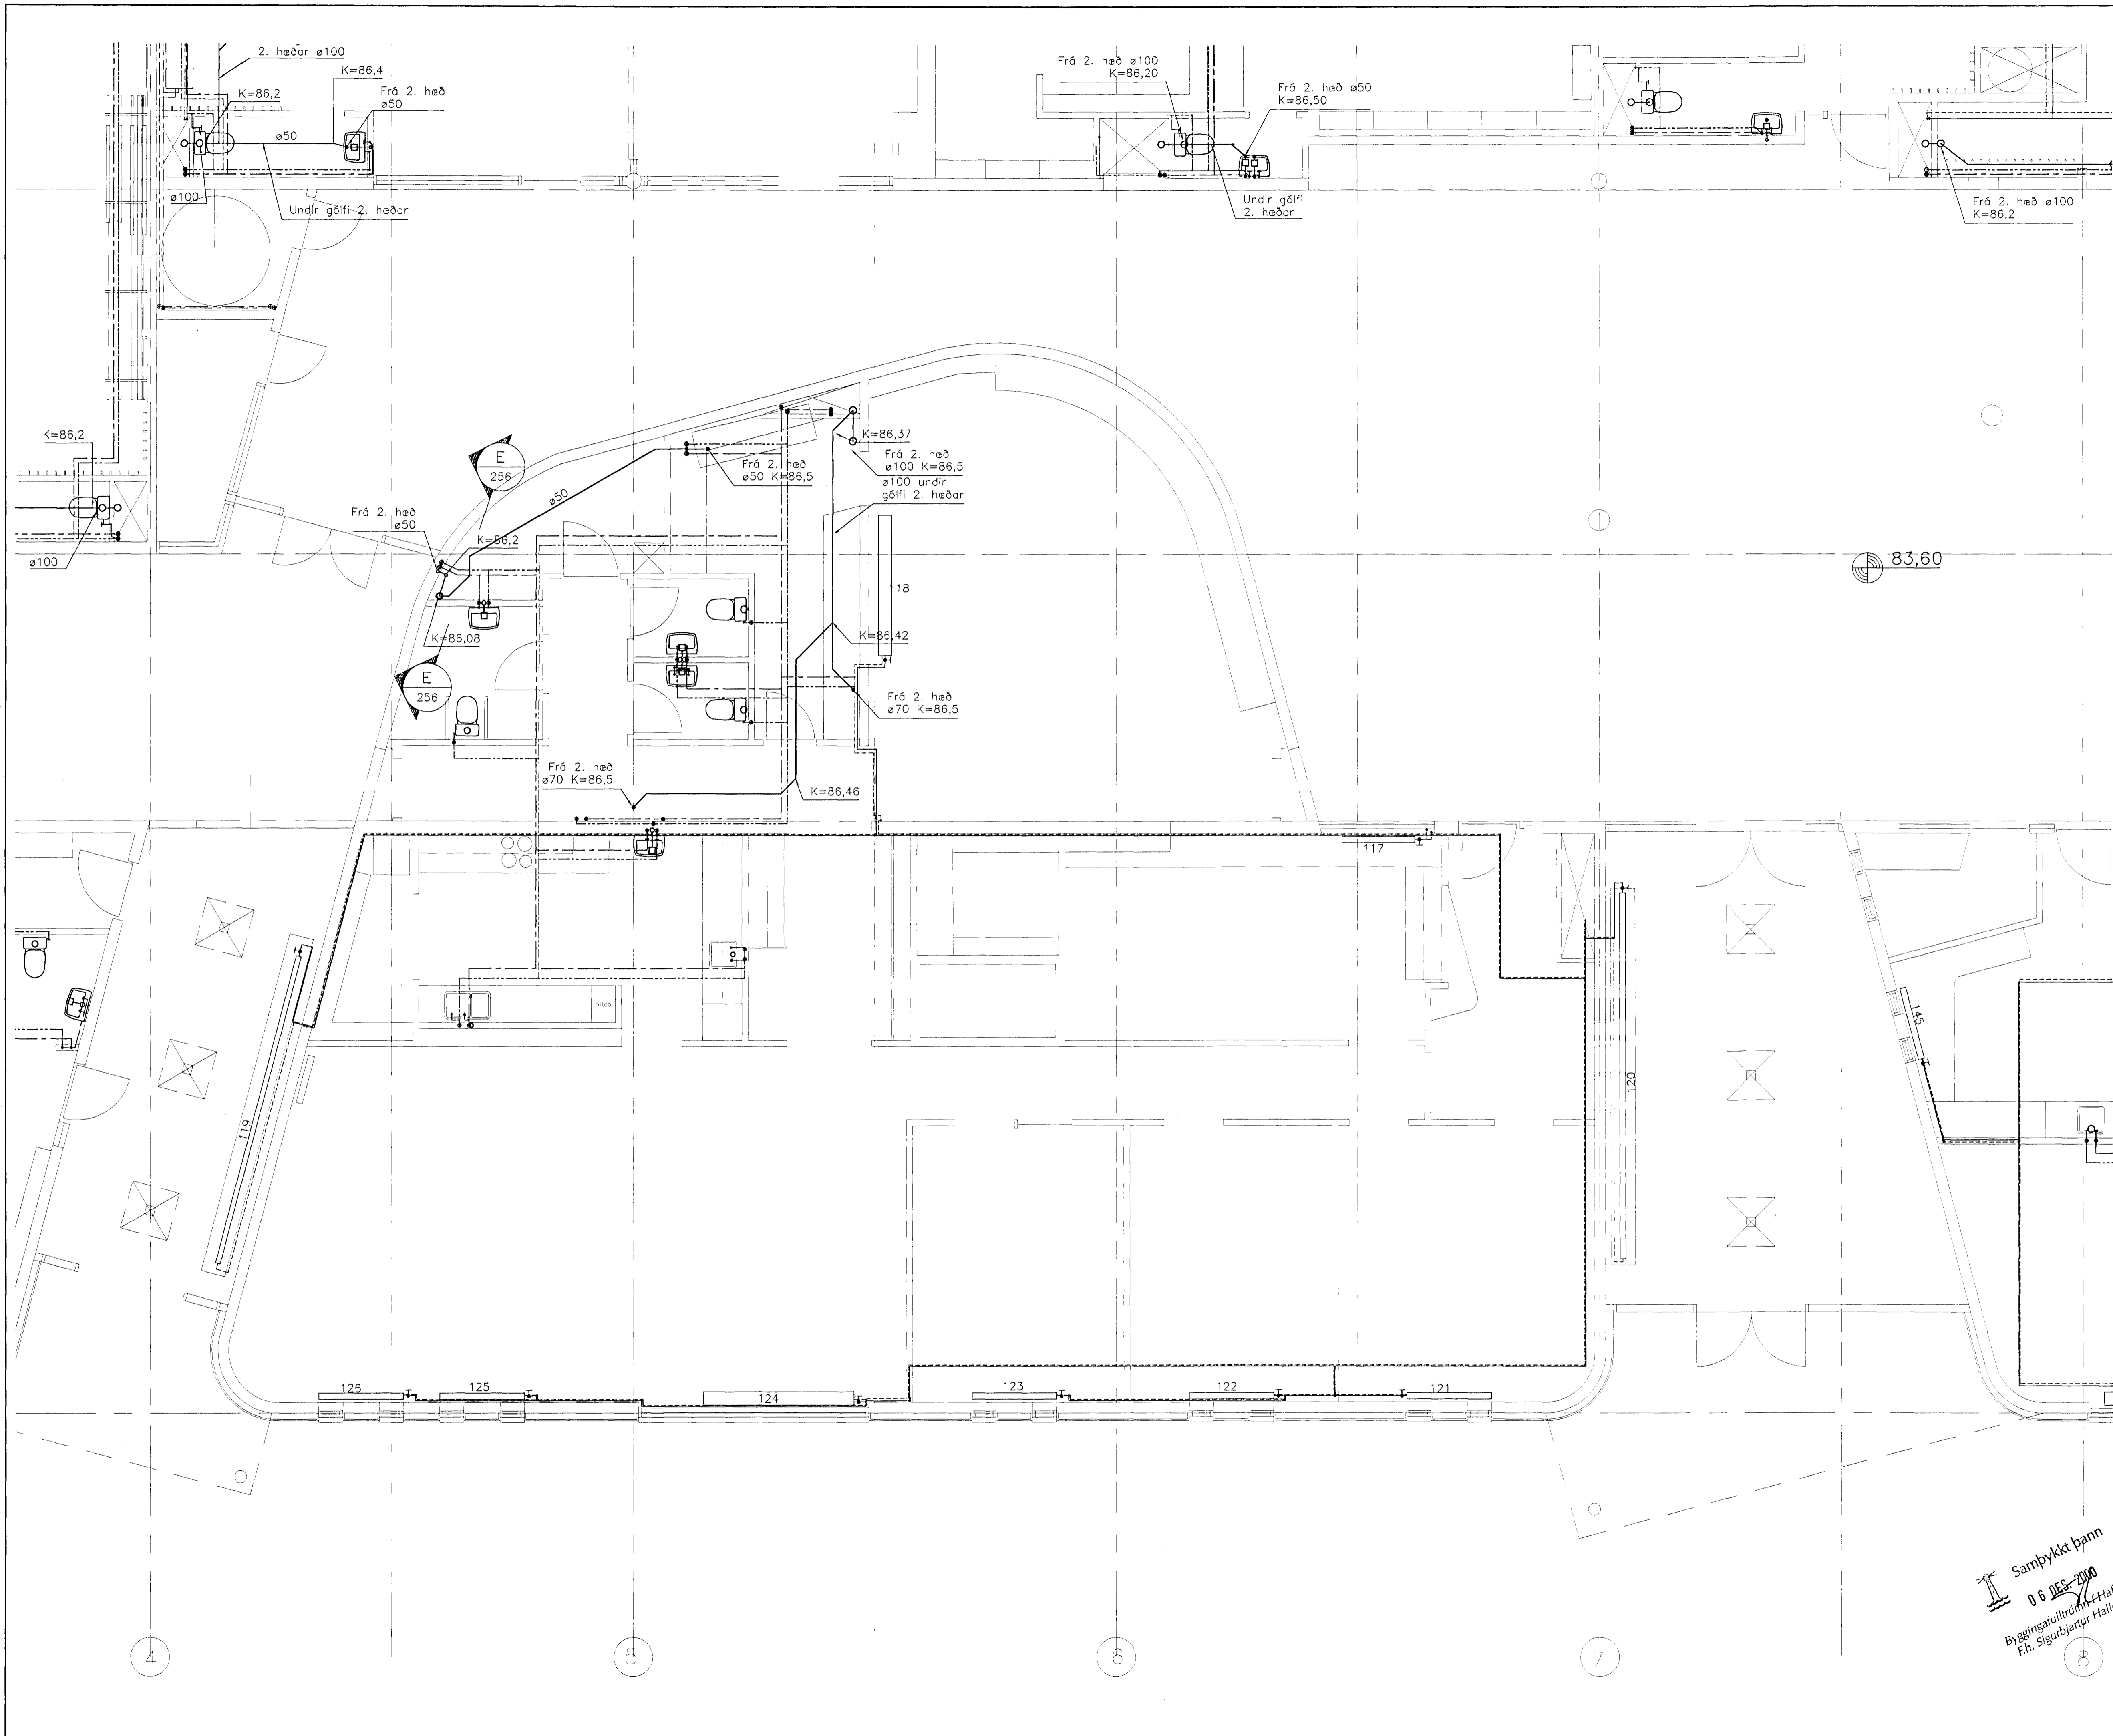 2. hæðar ø100
K=86,4
K=86,2
Frá 2. hæð
ø50
ø50
ø100
Undir gólfi 2. hæðar
Frá 2. hæð ø100
K=86,20
Frá 2. hæð ø50
K=86,50
Undir gólfi
2. hæðar
Frá 2. hæð ø100
K=86,2
K=86,2
ø100
E
256
ø50
Frá 2. hæð
ø50
K=86,2
K=86,08
E
256
Frá 2. hæð
ø50 K=86,5
K=86,37
Frá 2. hæð
ø100 K=86,5
ø100 undir
gólfi 2. hæðar
118
K=86,42
Frá 2. hæð
ø70 K=86,5
Frá 2. hæð
ø70 K=86,5
K=86,46
83,60
117
hitab.
119
120
145
126
125
124
123
122
121
Samþykkt þann
06 DES. 2000
Byggingafulltrúinn í Haf
F.h. Sigurbjartur Hall
4
5
6
7
8